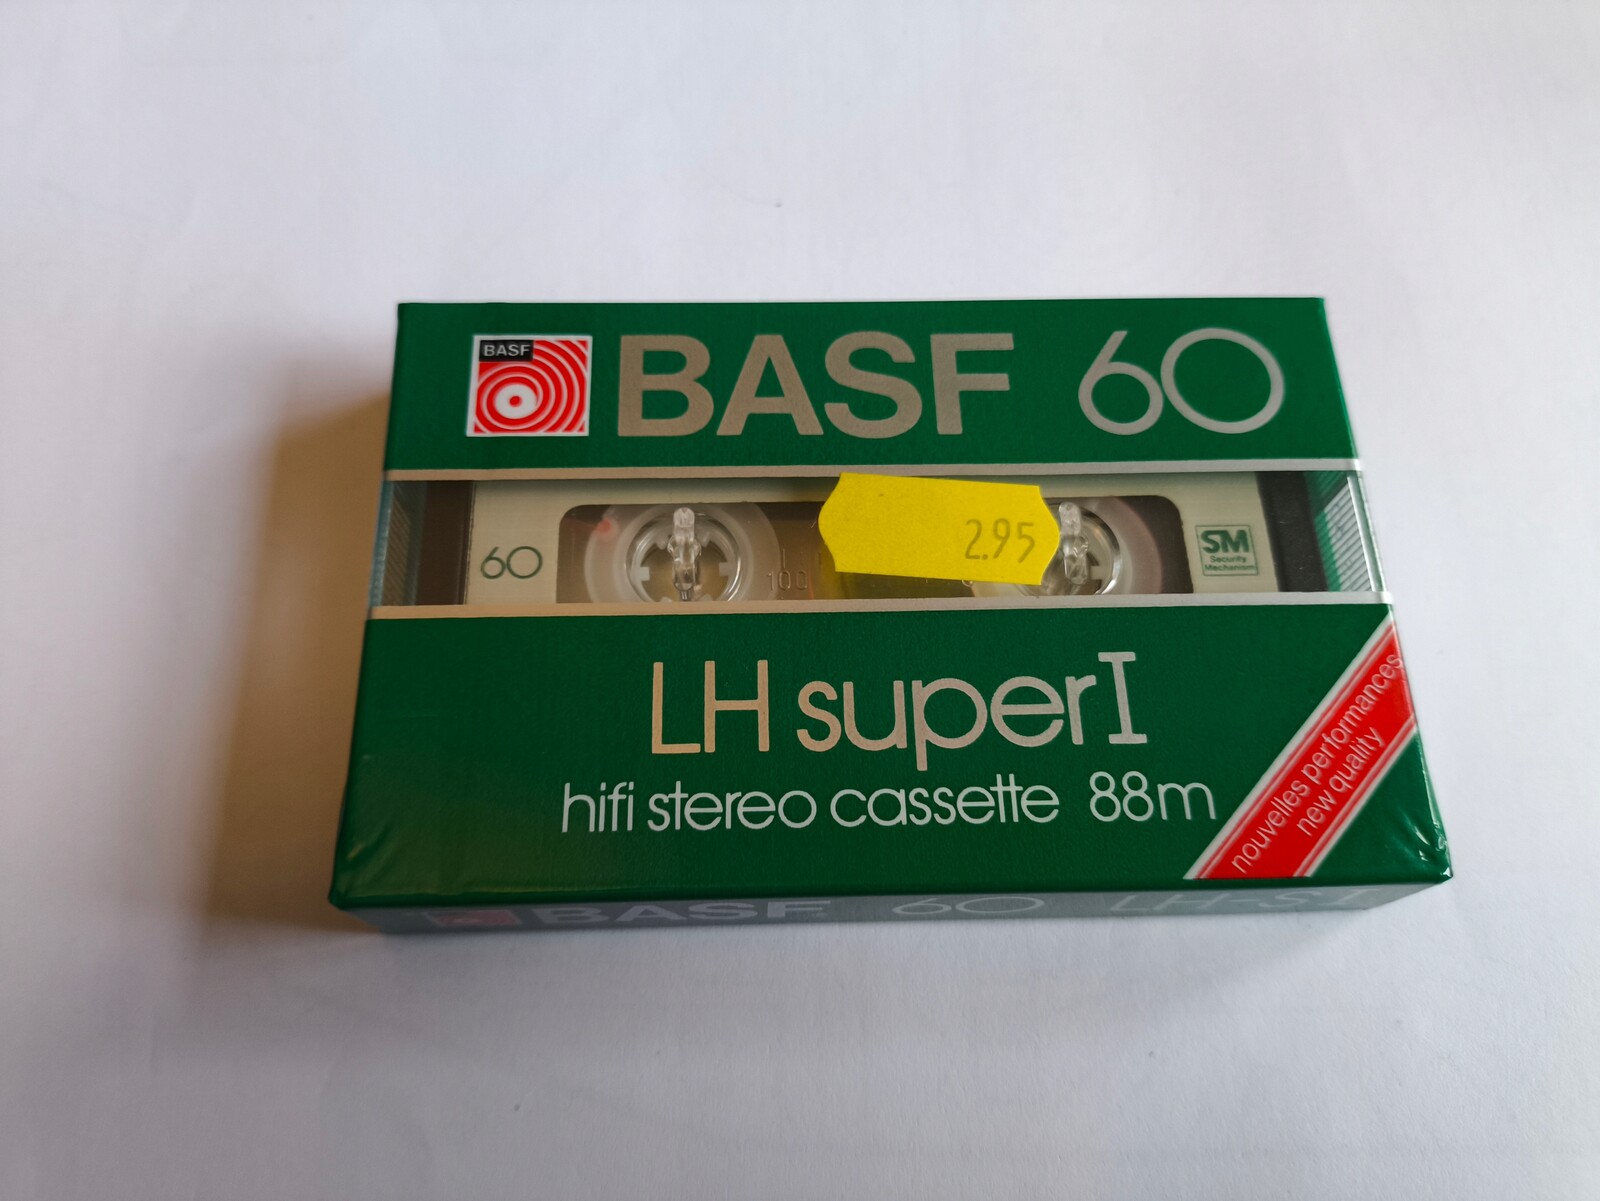 BASF
BASF 60
2.95
60
100
SM
Security
Mechanism
LH super I
hifi stereo cassette 88m
nouvelles performances
new quality
BASF 60 LH-S I